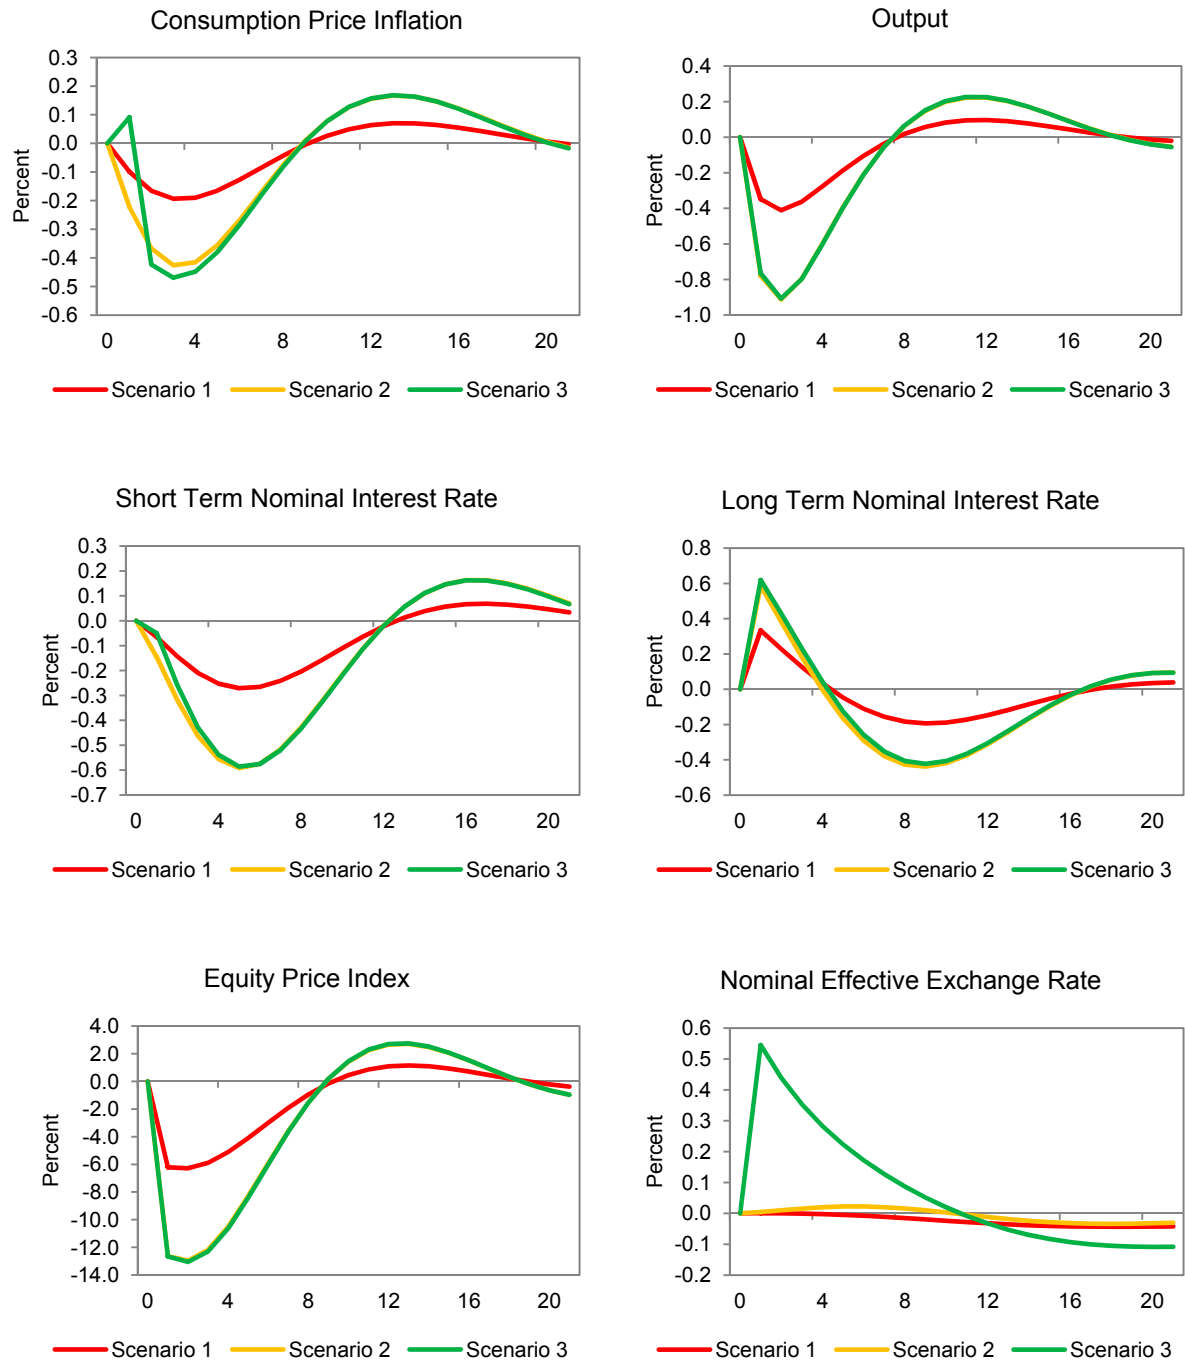 Consumption Price Inflation
Percent
0.3
0.2
0.1
0.0
-0.1
-0.2
-0.3
-0.4
-0.5
-0.6
0 4 8 12 16 20
Scenario 1 Scenario 2 Scenario 3
Output
Percent
0.4
0.2
0.0
-0.2
-0.4
-0.6
-0.8
-1.0
0 4 8 12 16 20
Scenario 1 Scenario 2 Scenario 3
Short Term Nominal Interest Rate
Percent
0.3
0.2
0.1
0.0
-0.1
-0.2
-0.3
-0.4
-0.5
-0.6
-0.7
0 4 8 12 16 20
Scenario 1 Scenario 2 Scenario 3
Long Term Nominal Interest Rate
Percent
0.8
0.6
0.4
0.2
0.0
-0.2
-0.4
-0.6
0 4 8 12 16 20
Scenario 1 Scenario 2 Scenario 3
Equity Price Index
Percent
4.0
2.0
0.0
-2.0
-4.0
-6.0
-8.0
-10.0
-12.0
-14.0
0 4 8 12 16 20
Scenario 1 Scenario 2 Scenario 3
Nominal Effective Exchange Rate
Percent
0.6
0.5
0.4
0.3
0.2
0.1
0.0
-0.1
-0.2
0 4 8 12 16 20
Scenario 1 Scenario 2 Scenario 3